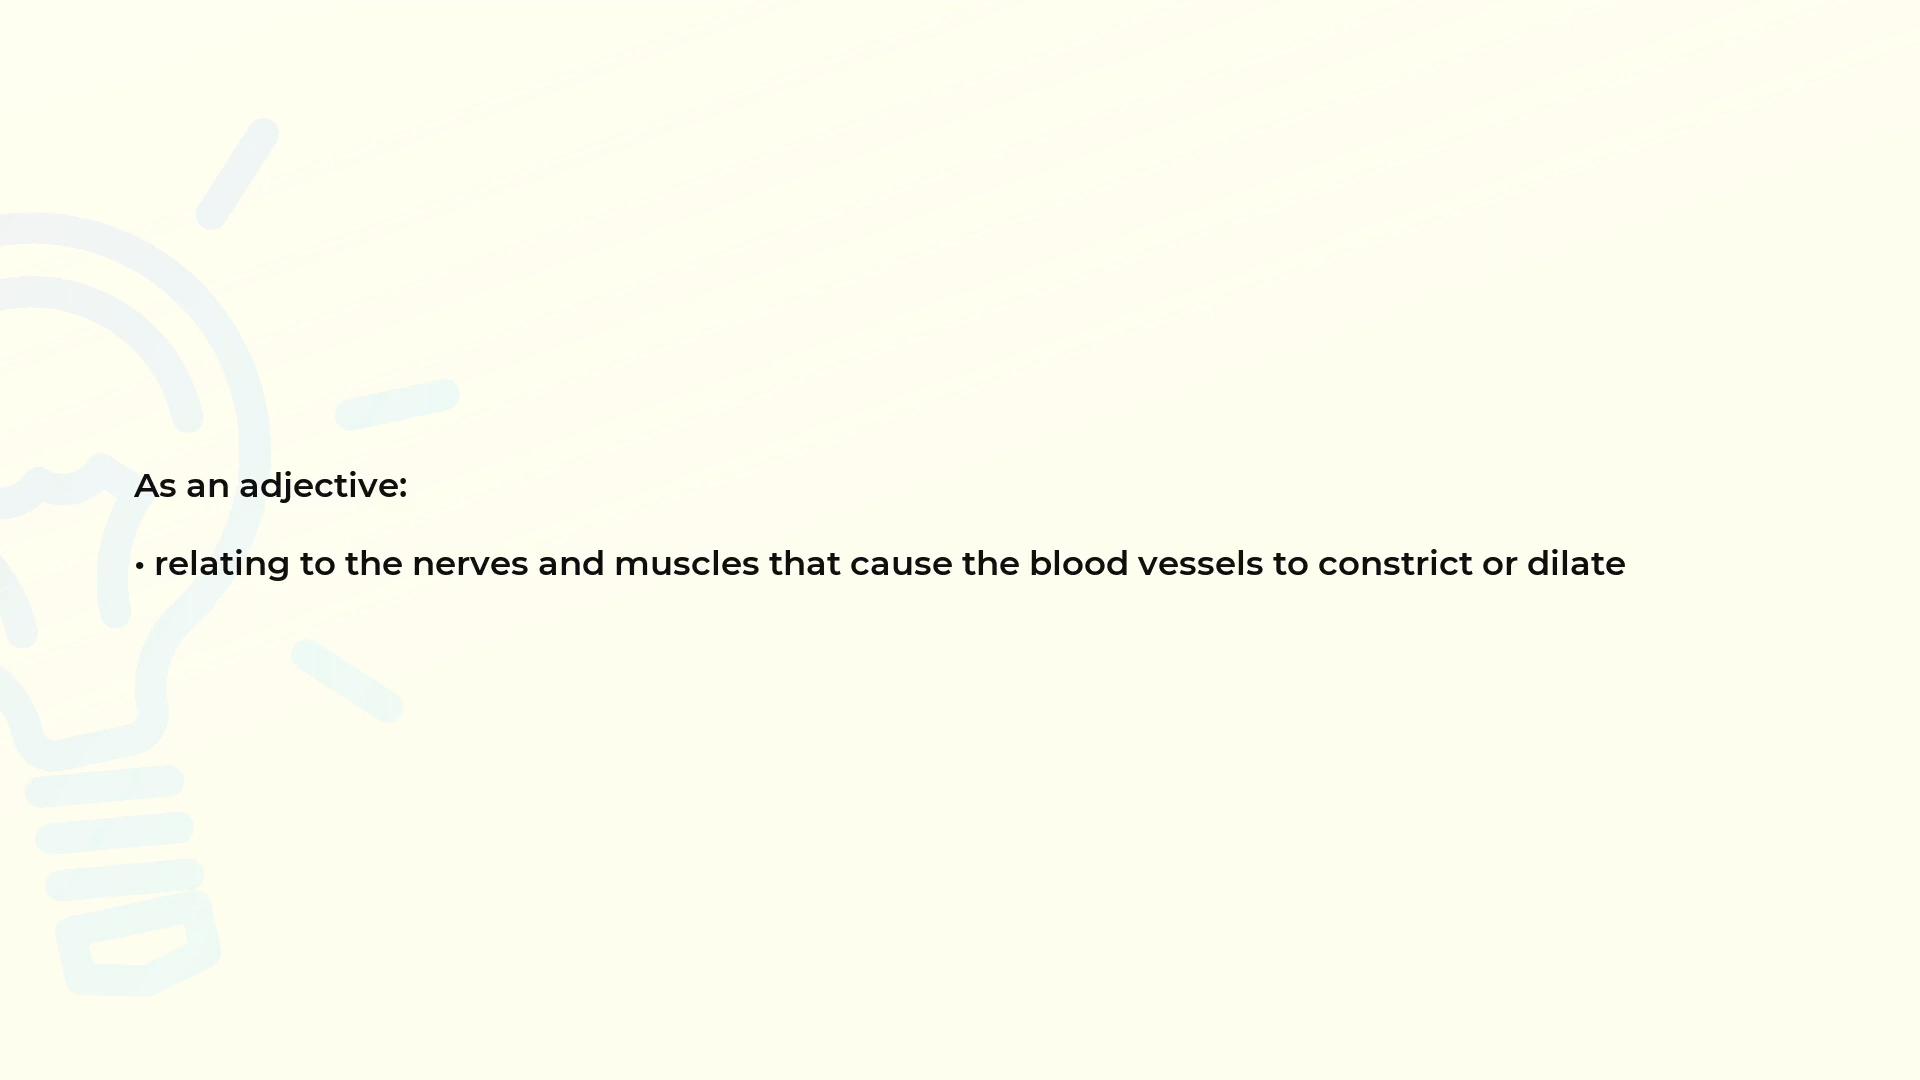 As an adjective:
• relating to the nerves and muscles that cause the blood vessels to constrict or dilate